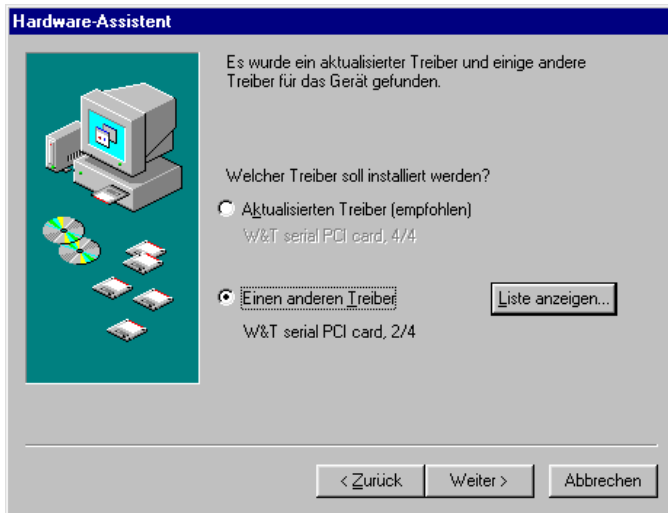 Hardware-Assistent
Es wurde ein aktualisierter Treiber und einige andere
Treiber für das Gerät gefunden.
Welcher Treiber soll installiert werden?
Aktualisierten Treiber (empfohlen)
W&T serial PCI card, 4/4
Einen anderen Treiber
Liste anzeigen...
W&T serial PCI card, 2/4
< Zurück
Weiter >
Abbrechen